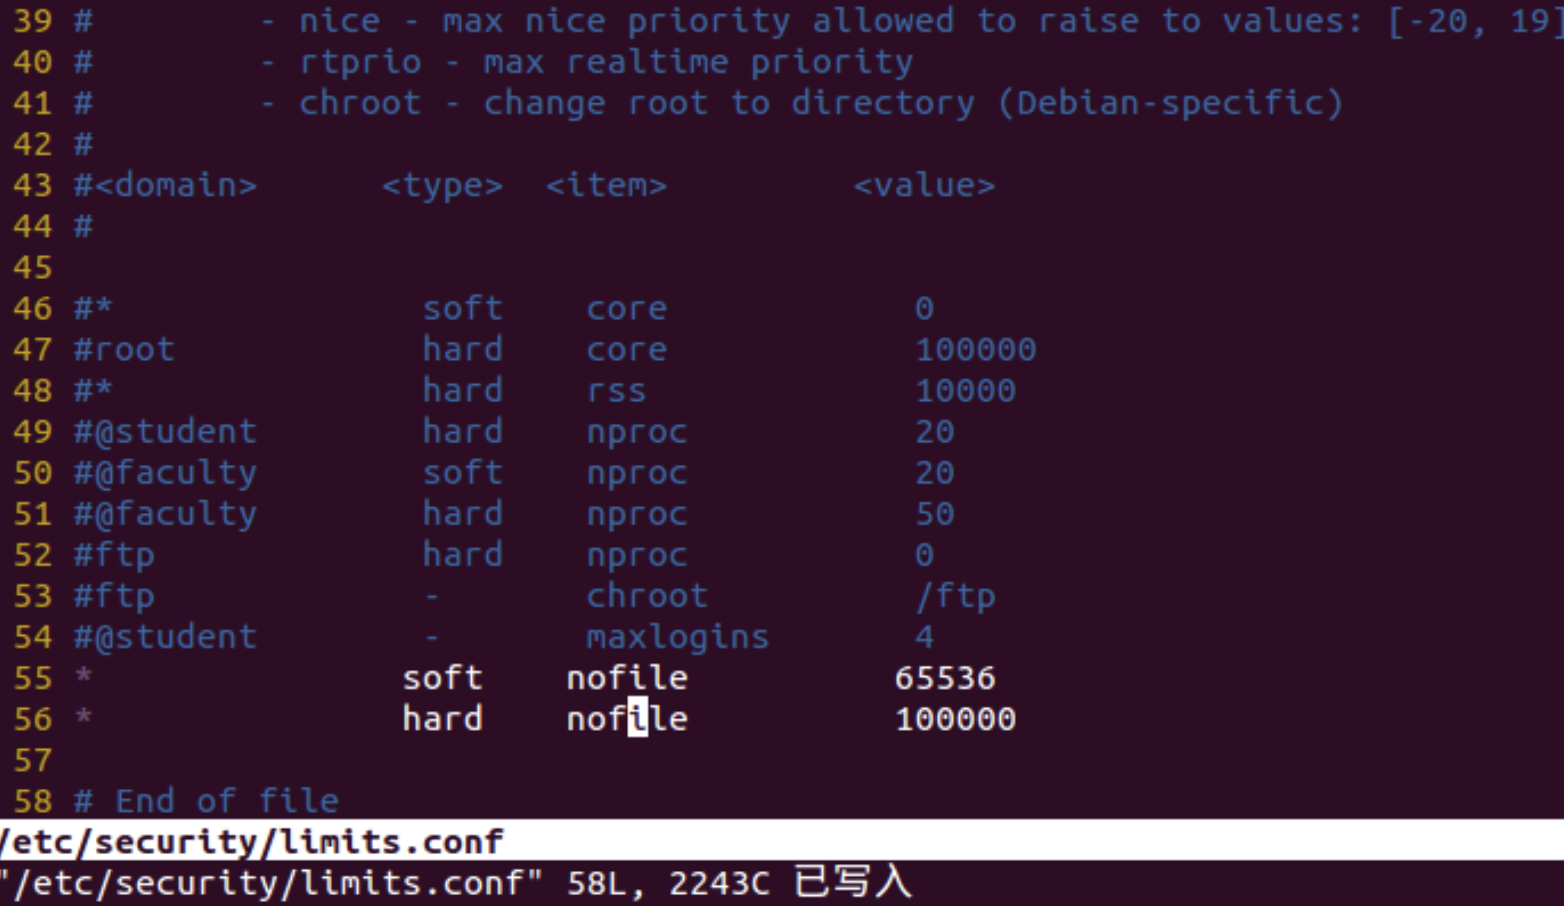 39 #        - nice - max nice priority allowed to raise to values: [-20, 19]
40 #        - rtprio - max realtime priority
41 #        - chroot - change root to directory (Debian-specific)
42 #
43 #<domain>      <type>  <item>         <value>
44 #
45
46 #*               soft    core            0
47 #root            hard    core            100000
48 #*               hard    rss             10000
49 #@student        hard    nproc           20
50 #@faculty        soft    nproc           20
51 #@faculty        hard    nproc           50
52 #ftp             hard    nproc           0
53 #ftp             -       chroot          /ftp
54 #@student        -       maxlogins       4
55 *               soft    nofile          65536
56 *               hard    nofile          100000
57
58 # End of file
/etc/security/limits.conf
"/etc/security/limits.conf" 58L, 2243C 已写入